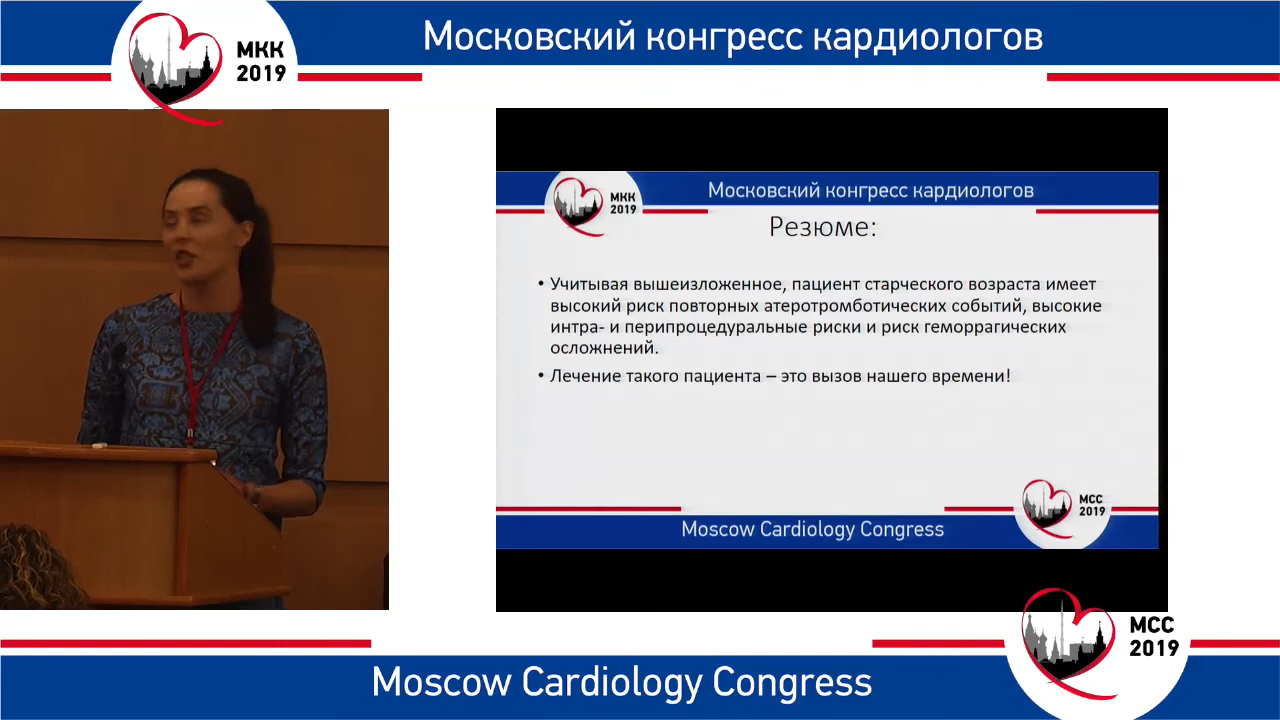 МКК
2019
Московский конгресс кардиологов
МКК
2019
Московский конгресс кардиологов
Резюме:
• Учитывая вышеизложенное, пациент старческого возраста имеет
высокий риск повторных атеротромботических событий, высокие
интра- и перипроцедуральные риски и риск геморрагических
осложнений.
• Лечение такого пациента – это вызов нашего времени!
МСС
2019
Moscow Cardiology Congress
МСС
2019
Moscow Cardiology Congress